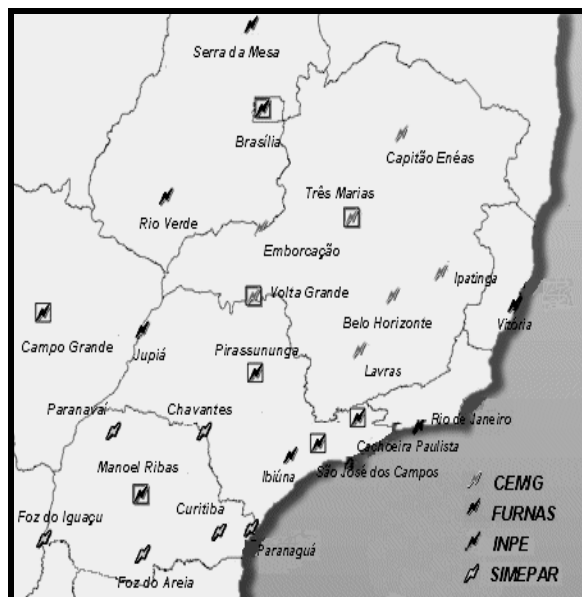 Serra da Mesa
Brasília
Capitão Enéas
Três Marias
Rio Verde
Emborcação
Ipatinga
Volta Grande
Belo Horizonte
Vitória
Campo Grande
Jupiá
Pirassununga
Lavras
Paranavaí
Chavantes
Rio de Janeiro
Cachoeira Paulista
Manoel Ribas
Ibiúna
São José dos Campos
CEMIG
Foz do Iguaçu
Curitiba
FURNAS
Paranaguá
INPE
Foz do Areia
SIMEPAR